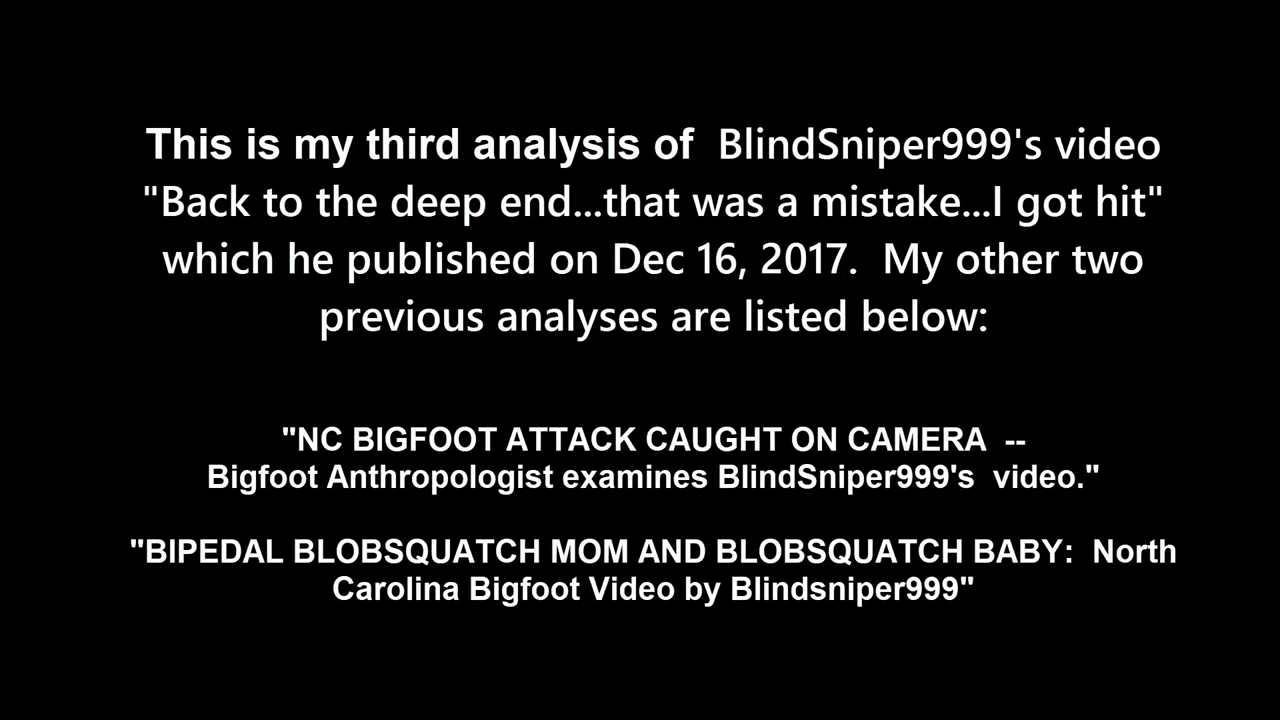 This is my third analysis of  BlindSniper999's video
"Back to the deep end...that was a mistake...I got hit"
which he published on Dec 16, 2017.  My other two
previous analyses are listed below:
"NC BIGFOOT ATTACK CAUGHT ON CAMERA  --
Bigfoot Anthropologist examines BlindSniper999's  video."
"BIPEDAL BLOBSQUATCH MOM AND BLOBSQUATCH BABY:  North
Carolina Bigfoot Video by Blindsniper999"